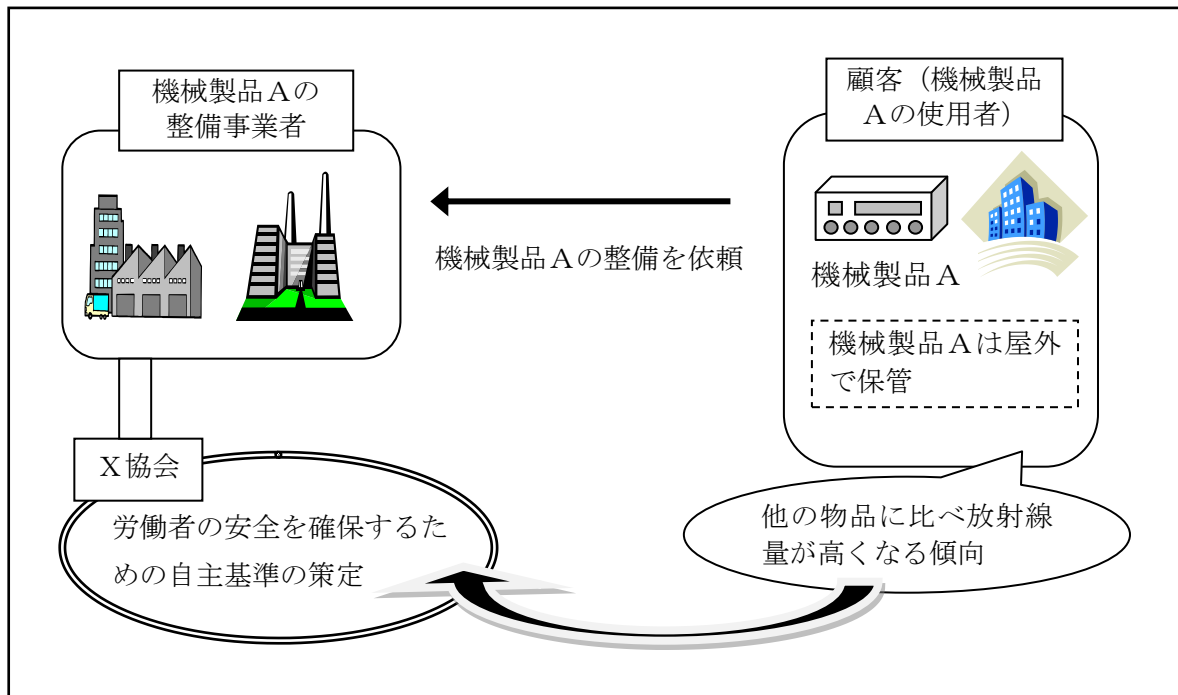 機械製品Aの
整備事業者
顧客（機械製品
Aの使用者）
機械製品Aの整備を依頼
機械製品A
機械製品Aは屋外
で保管
X協会
労働者の安全を確保するた
めの自主基準の策定
他の物品に比べ放射線
量が高くなる傾向